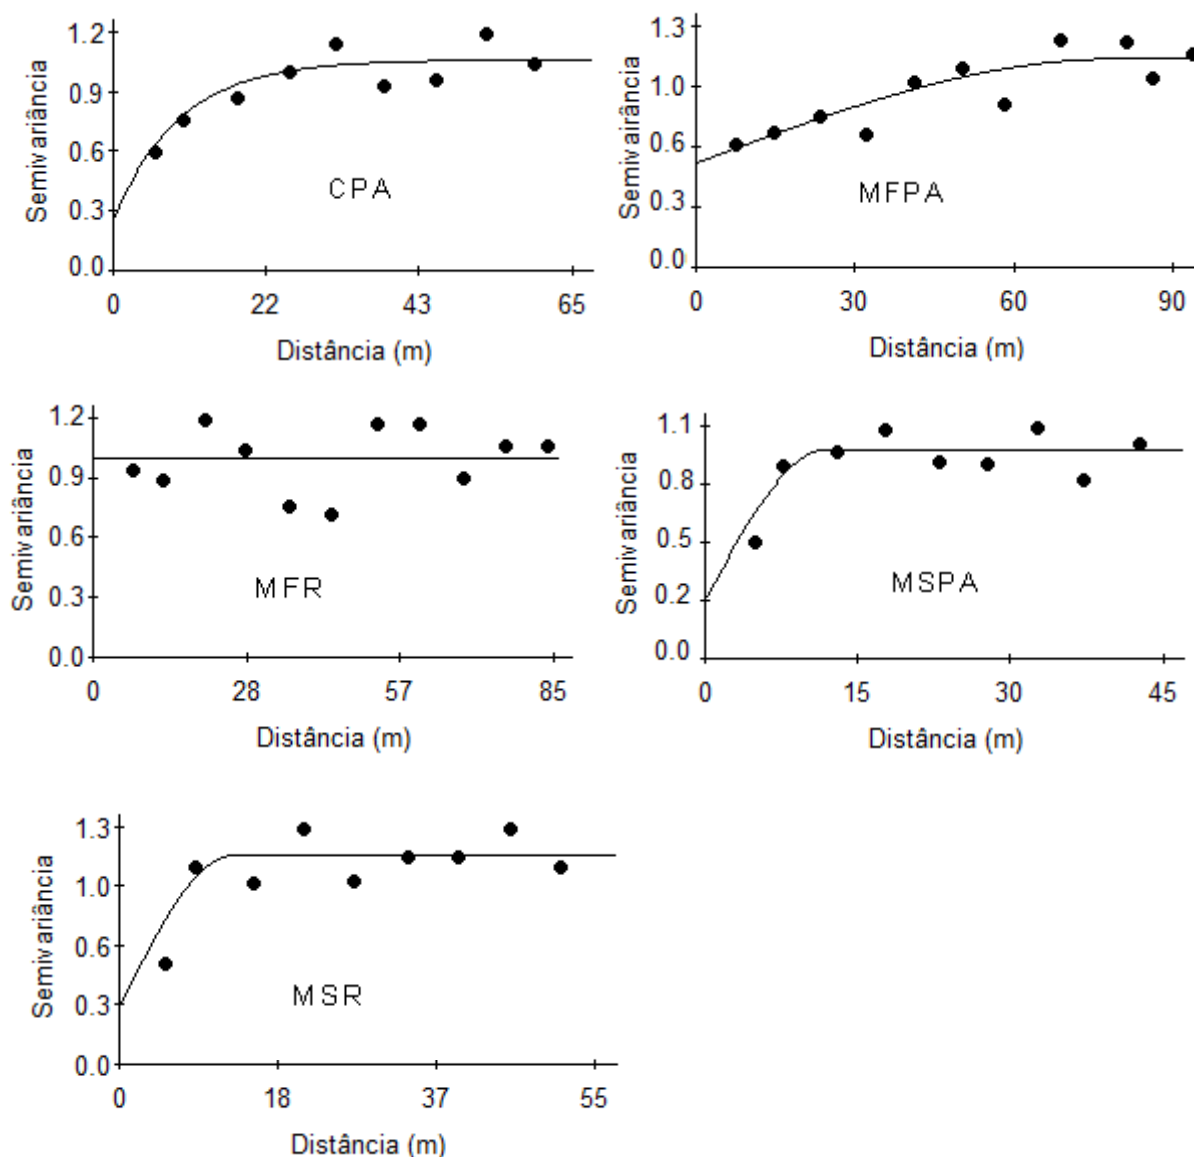 Semivariância
1.2
0.9
0.6
0.3
0.0
CPA
0 22 43 65
Distância (m)
Semivairância
1.3
1.0
0.6
0.3
0.0
MFPA
0 30 60 90
Distância (m)
Semivariância
1.2
0.9
0.6
0.3
0.0
MFR
0 28 57 85
Distância (m)
Semivariância
1.1
0.8
0.5
0.2
0.0
MSPA
0 15 30 45
Distância (m)
Semivariância
1.3
1.0
0.6
0.3
0.0
MSR
0 18 37 55
Distância (m)